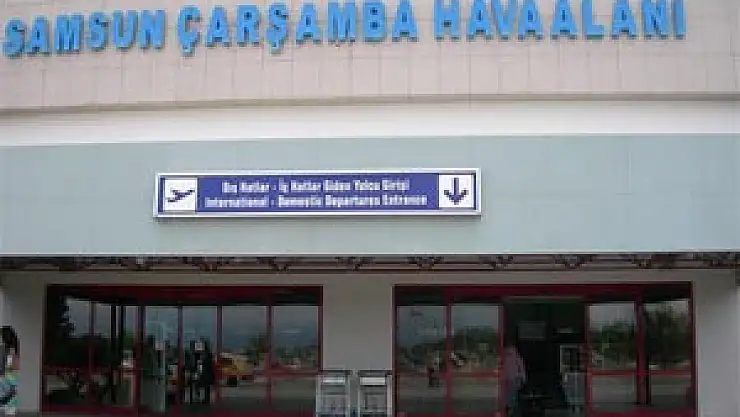 SAMSUN ÇARŞAMBA HAVAALANI
Dış Hatlar - İç Hatlar Giden Yolcu Girişi
International - Domestic Departures Entrance